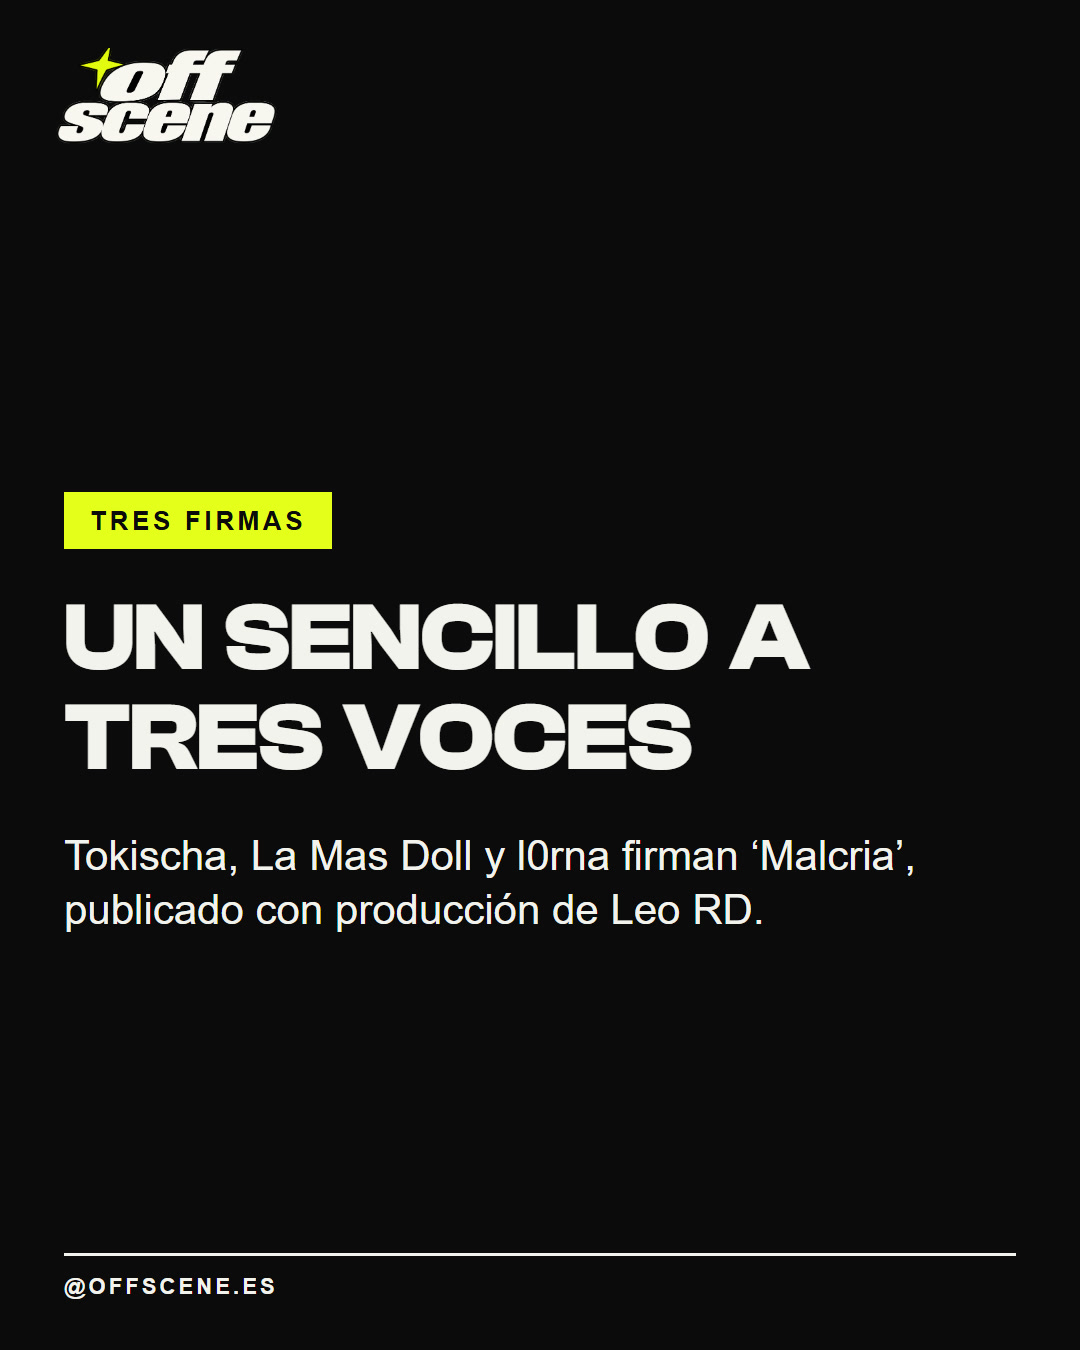 off
scene
TRES FIRMAS
UN SENCILLO A
TRES VOCES
Tokischa, La Mas Doll y l0rna firman ‘Malcria’,
publicado con producción de Leo RD.
@OFFSCENE.ES